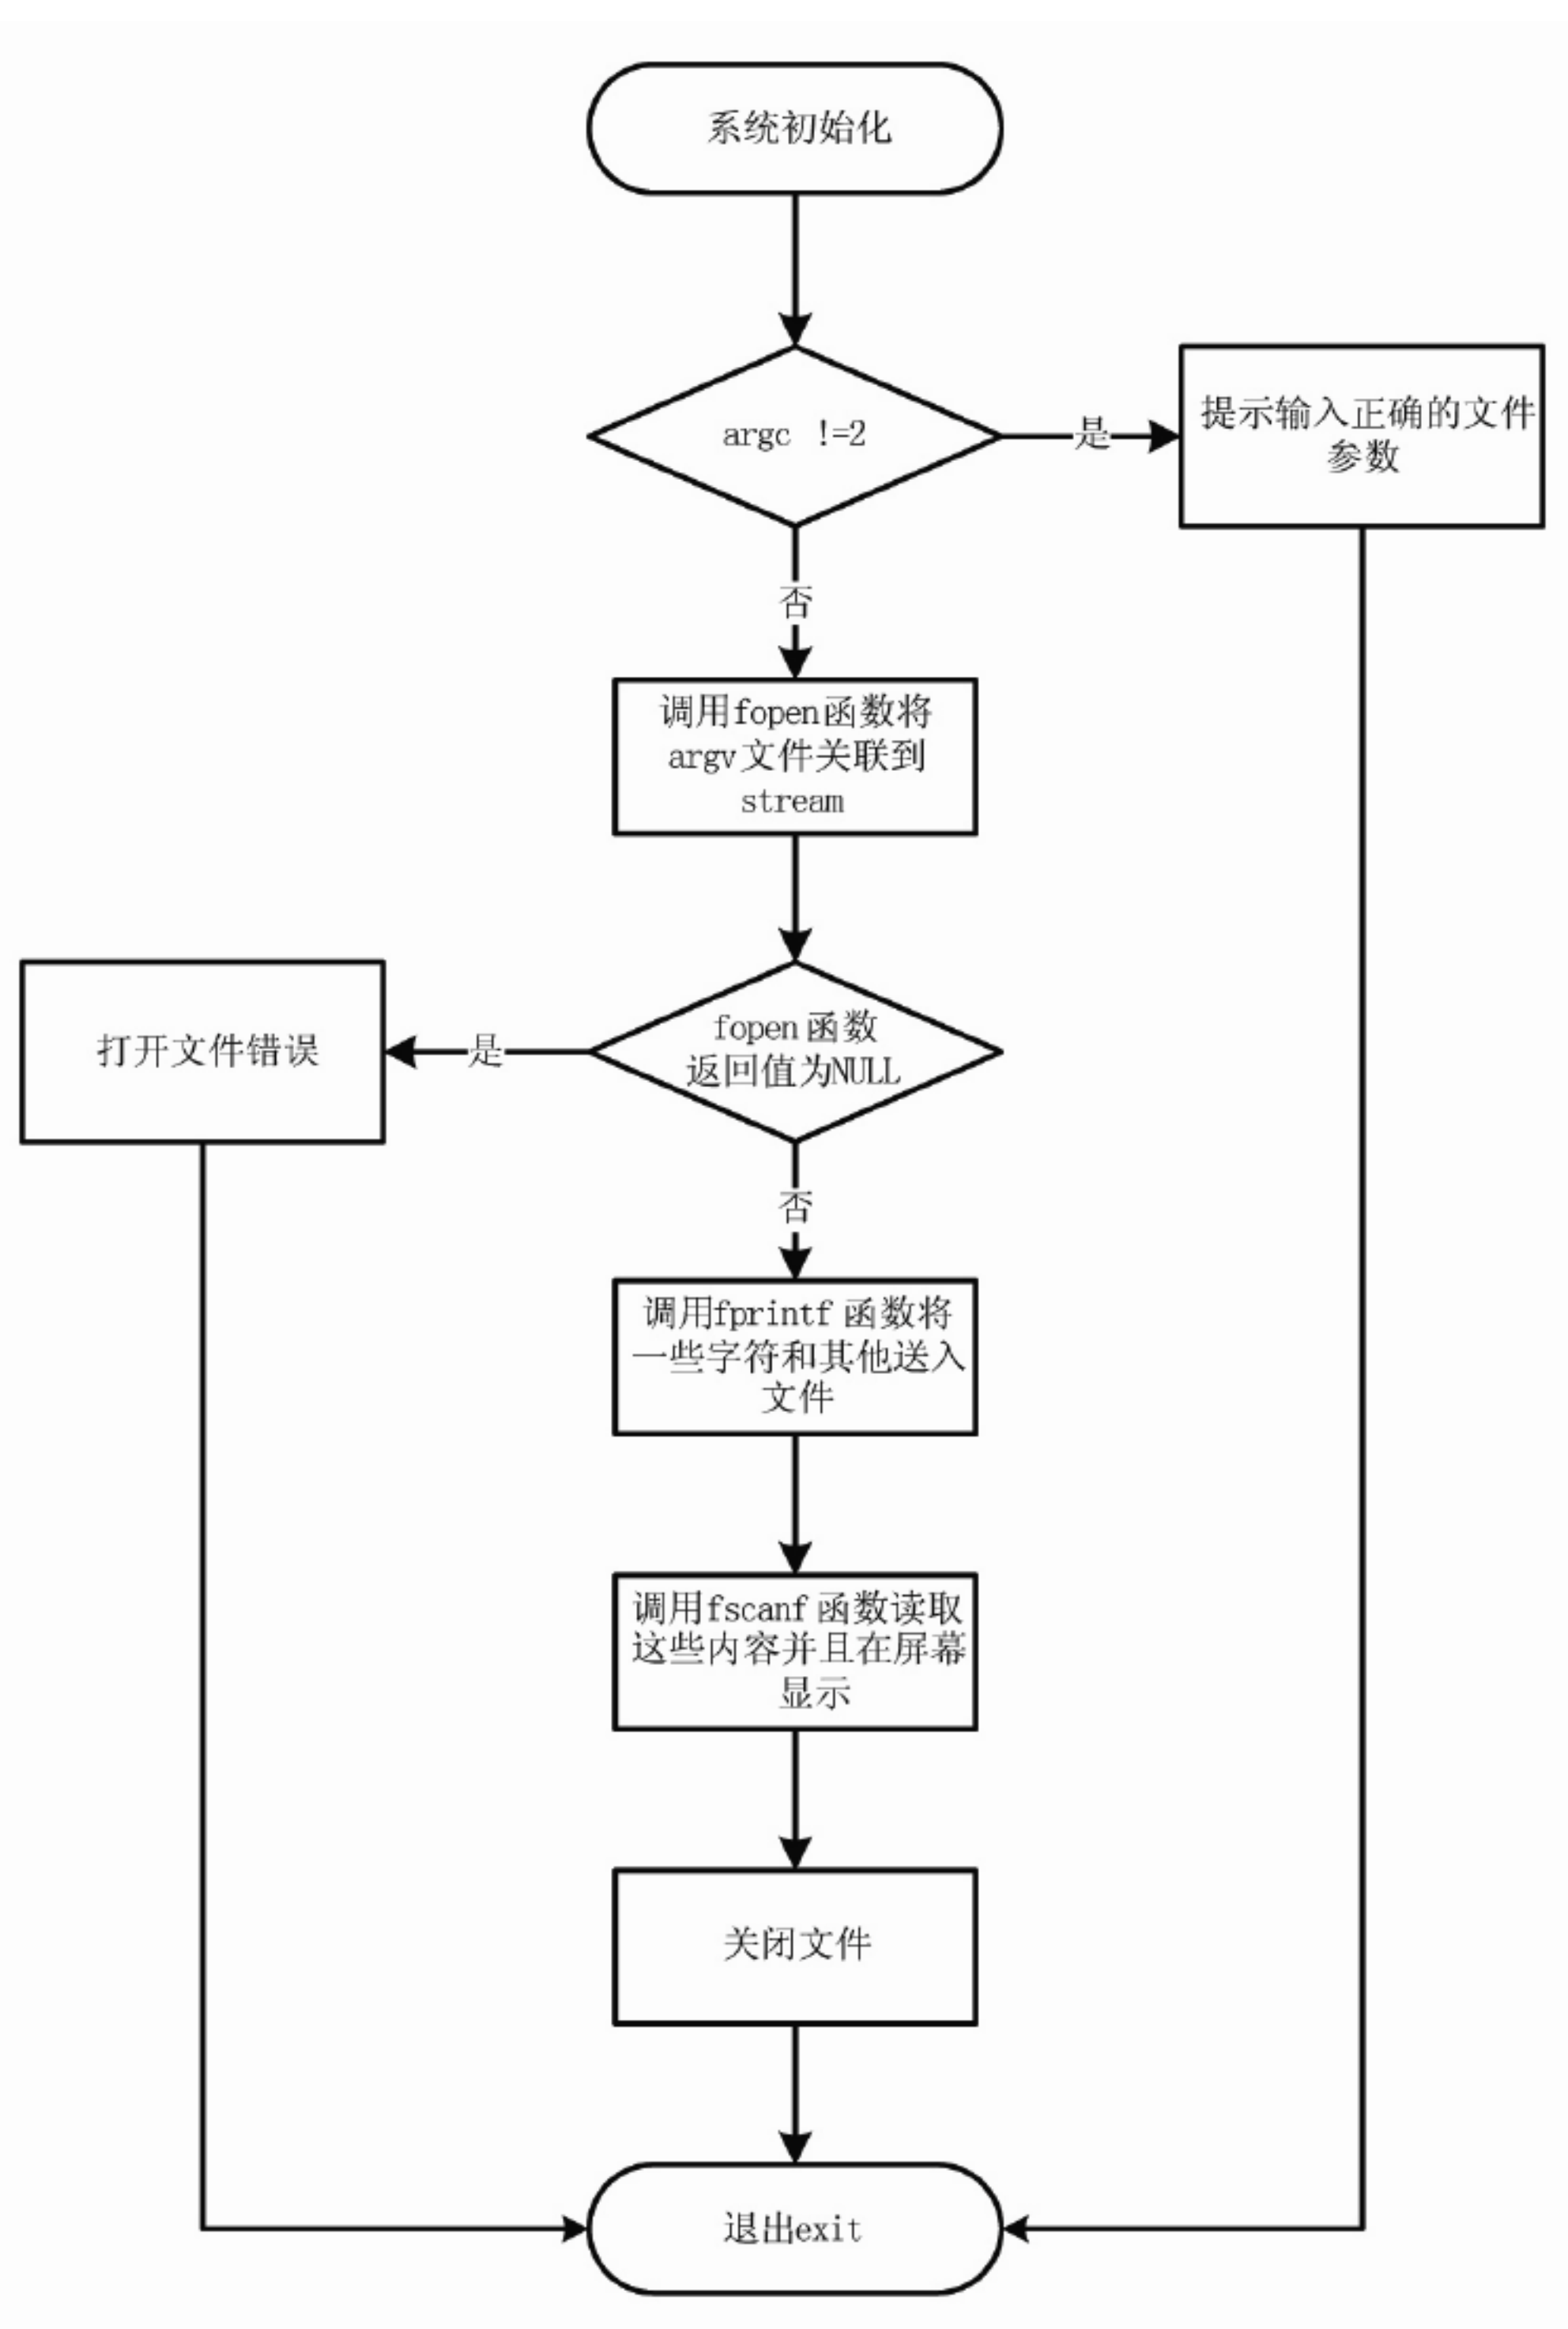 系统初始化
argc !=2
是
提示输入正确的文件
参数
否
调用fopen函数将
argv文件关联到
stream
打开文件错误
是
fopen函数
返回值为NULL
否
调用fprintf 函数将
一些字符和其他送入
文件
调用fscanf 函数读取
这些内容并且在屏幕
显示
关闭文件
退出exit